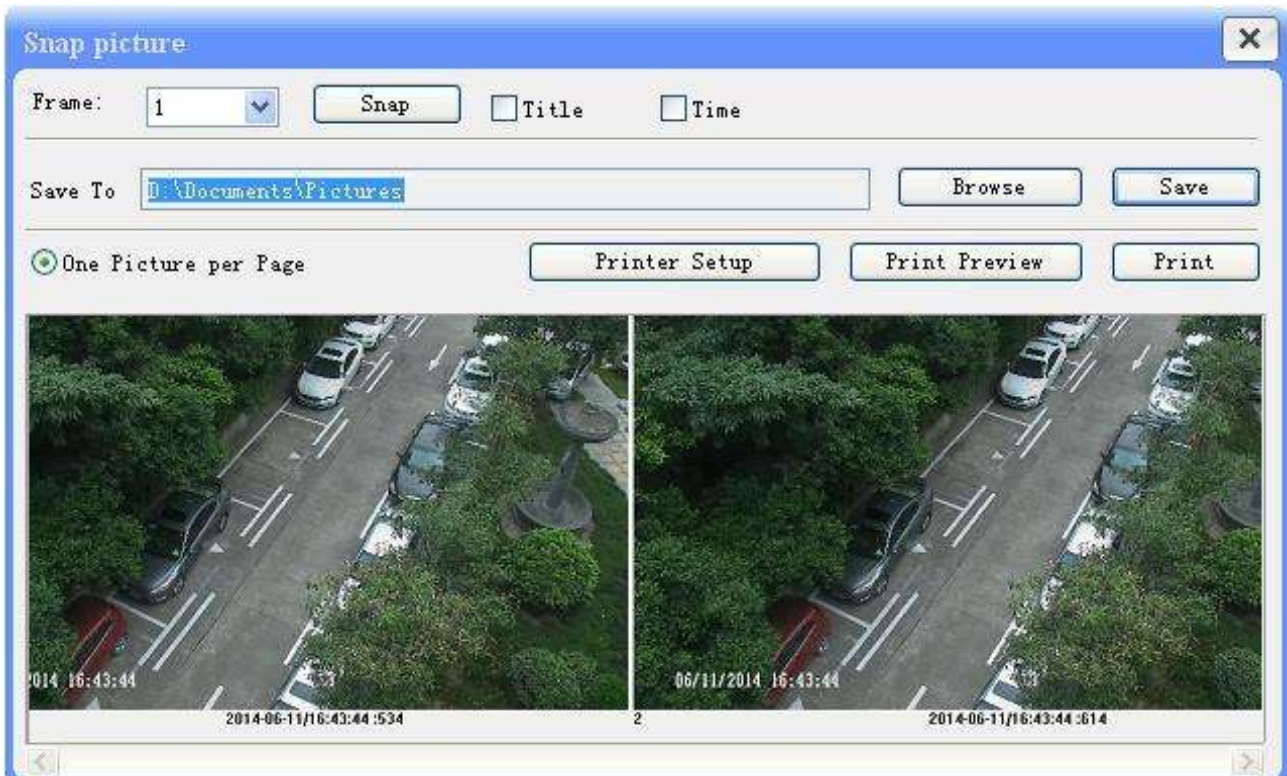 Snap picture
Frame: 1 Snap Title Time
Save To D:\Documents\Pictures Browse Save
One Picture per Page Printer Setup Print Preview Print
2014 16:43:44 06/11/2014 16:43:44
2014-06-11/16:43:44 :534 2 2014-06-11/16:43:44 :614